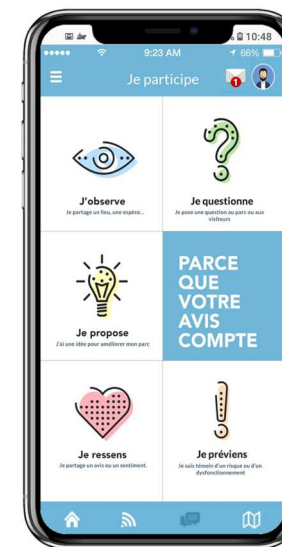 10:48
9:23 AM
66%
Je participe
1
J'observe
Je partage un lieu, une espèce...
Je questionne
Je pose une question au parc ou aux
visiteurs
Je propose
J'ai une idée pour améliorer mon parc
PARCE
QUE
VOTRE
AVIS
COMPTE
Je ressens
Je partage un avis ou un sentiment.
Je préviens
Je suis témoin d'un risque ou d'un
dysfonctionnement